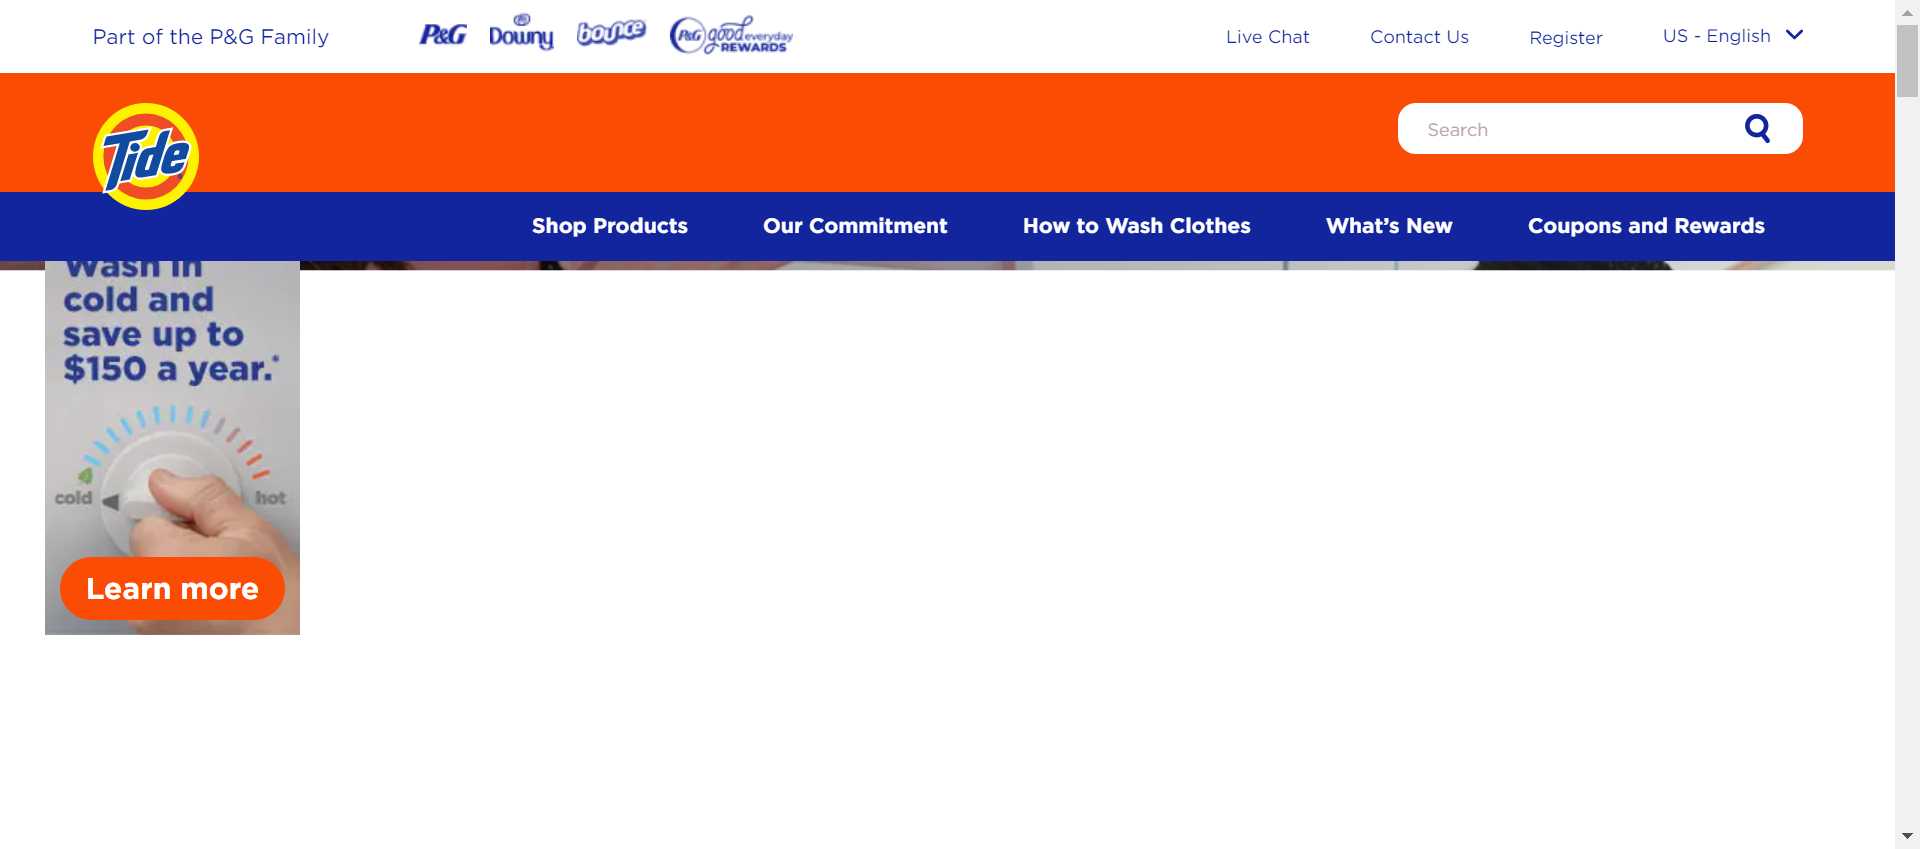 Part of the P&G Family
P&G
Downy
bounce
P&G good everyday REWARDS
Live Chat
Contact Us
Register
US - English
Tide
Search
Shop Products
Our Commitment
How to Wash Clothes
What's New
Coupons and Rewards
Wash in
cold and
save up to
$150 a year.*
cold
hot
Learn more